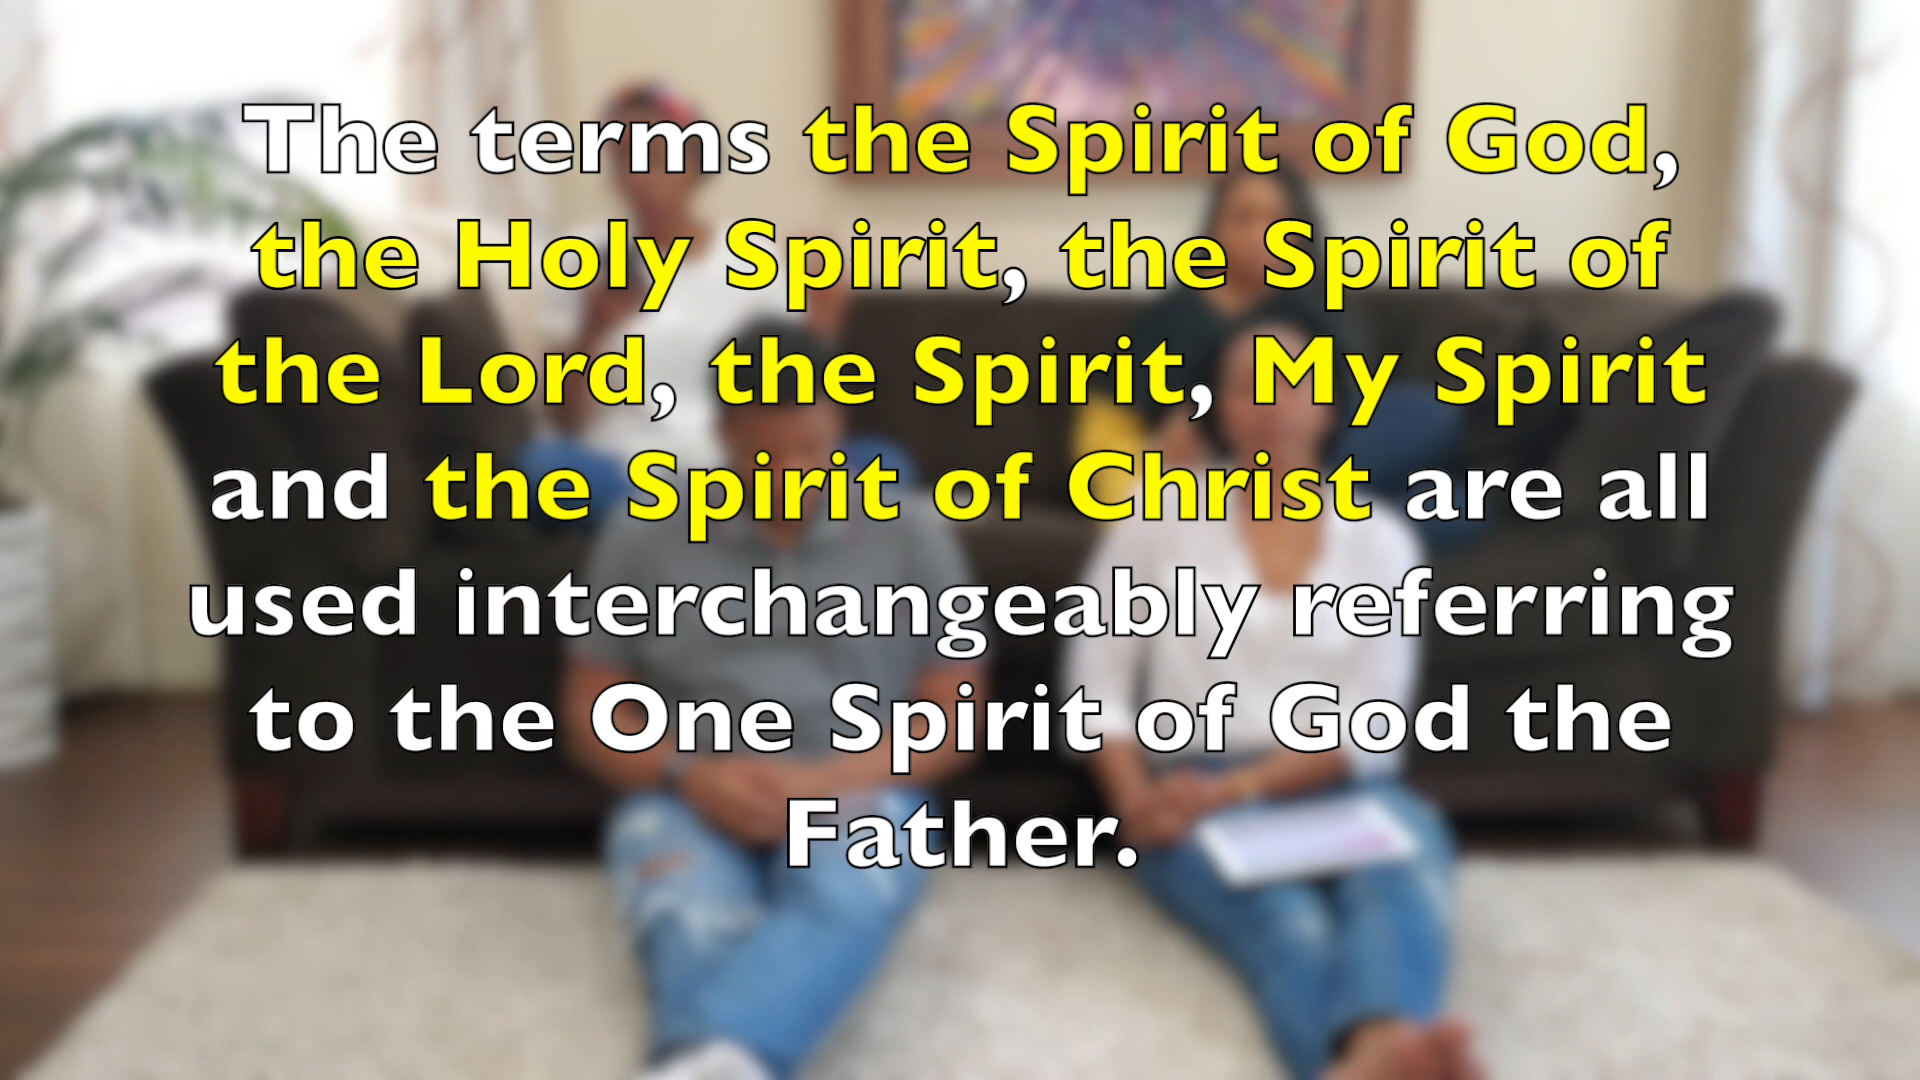 The terms the Spirit of God,
the Holy Spirit, the Spirit of
the Lord, the Spirit, My Spirit
and the Spirit of Christ are all
used interchangeably referring
to the One Spirit of God the
Father.